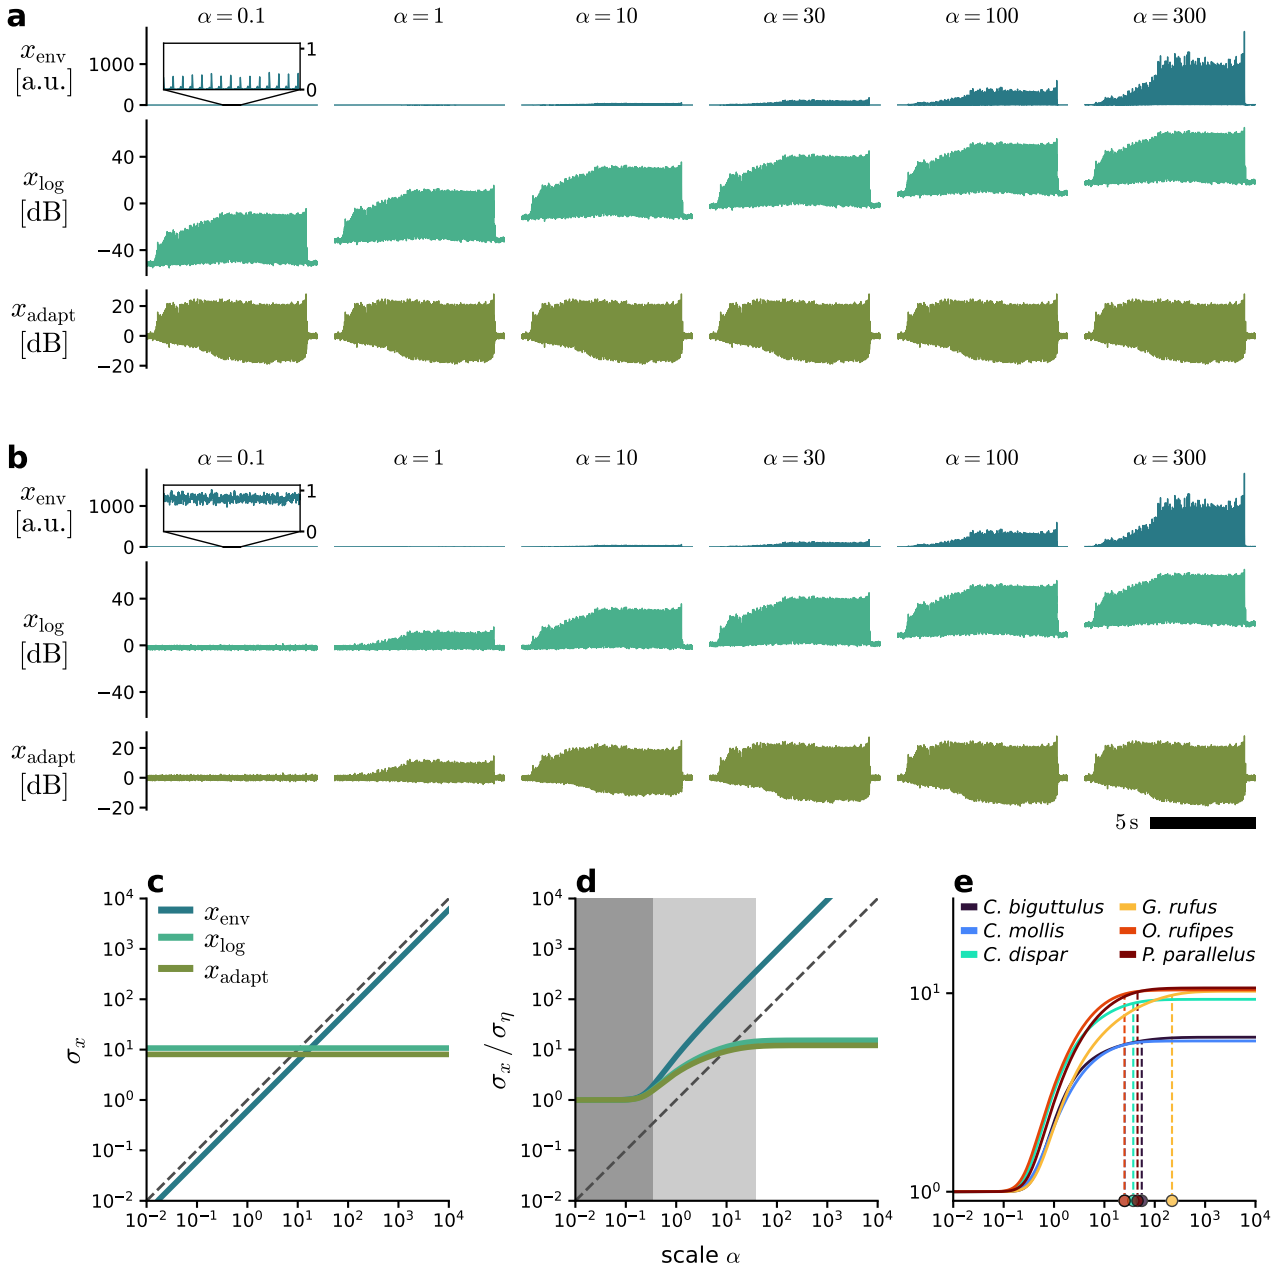 a
α = 0.1 α = 1 α = 10 α = 30 α = 100 α = 300
x_env
[a.u.]
1000
0
1
0
x_log
[dB]
40
0
−40
x_adapt
[dB]
20
0
−20
b
α = 0.1 α = 1 α = 10 α = 30 α = 100 α = 300
x_env
[a.u.]
1000
0
1
0
x_log
[dB]
40
0
−40
x_adapt
[dB]
20
0
−20
5 s
c
x_env
x_log
x_adapt
σ_x
10^4
10^3
10^2
10^1
10^0
10^−1
10^−2
10^−2 10^−1 10^0 10^1 10^2 10^3 10^4
d
σ_x / σ_η
10^4
10^3
10^2
10^1
10^0
10^−1
10^−2
10^−2 10^−1 10^0 10^1 10^2 10^3 10^4
scale α
e
C. biguttulus
C. mollis
C. dispar
G. rufus
O. rufipes
P. parallelus
10^1
10^0
10^−2 10^−1 10^0 10^1 10^2 10^3 10^4